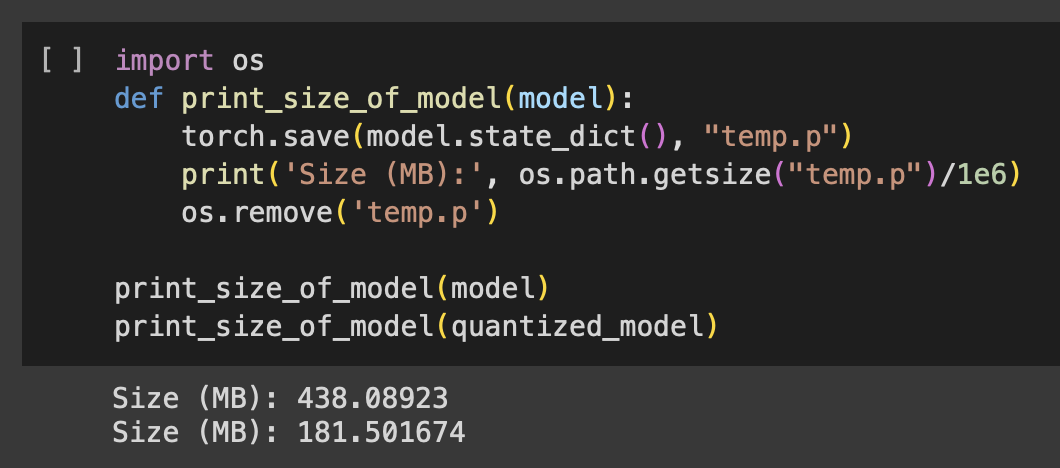 [ ] import os
def print_size_of_model(model):
    torch.save(model.state_dict(), "temp.p")
    print('Size (MB):', os.path.getsize("temp.p")/1e6)
    os.remove('temp.p')

print_size_of_model(model)
print_size_of_model(quantized_model)
Size (MB): 438.08923
Size (MB): 181.501674